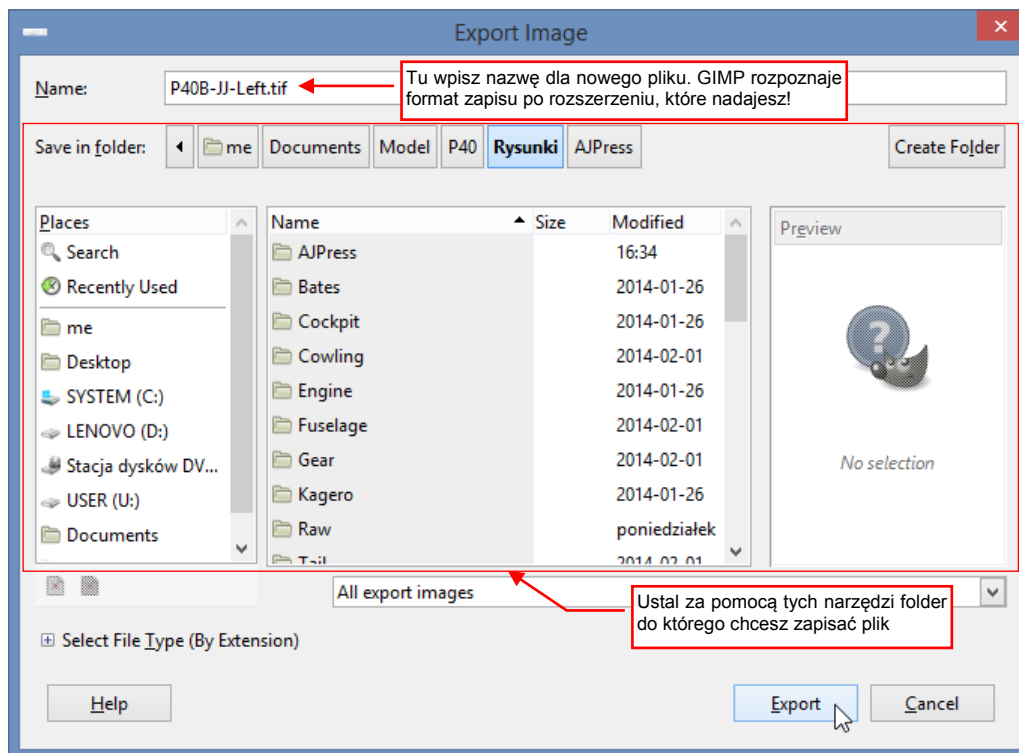 Export Image
Name:
P40B-JJ-Left.tif
Tu wpisz nazwę dla nowego pliku. GIMP rozpoznaje
format zapisu po rozszerzeniu, które nadajesz!
Save in folder:
me
Documents
Model
P40
Rysunki
AJPress
Create Folder
Places
Search
Recently Used
me
Desktop
SYSTEM (C:)
LENOVO (D:)
Stacja dysków DV...
USER (U:)
Documents
Name Size Modified
AJPress 16:34
Bates 2014-01-26
Cockpit 2014-01-26
Cowling 2014-02-01
Engine 2014-01-26
Fuselage 2014-02-01
Gear 2014-02-01
Kagero 2014-01-26
Raw poniedziałek
Tail 2014-02-01
Preview
No selection
All export images
Ustal za pomocą tych narzędzi folder
do którego chcesz zapisać plik
Select File Type (By Extension)
Help
Export
Cancel